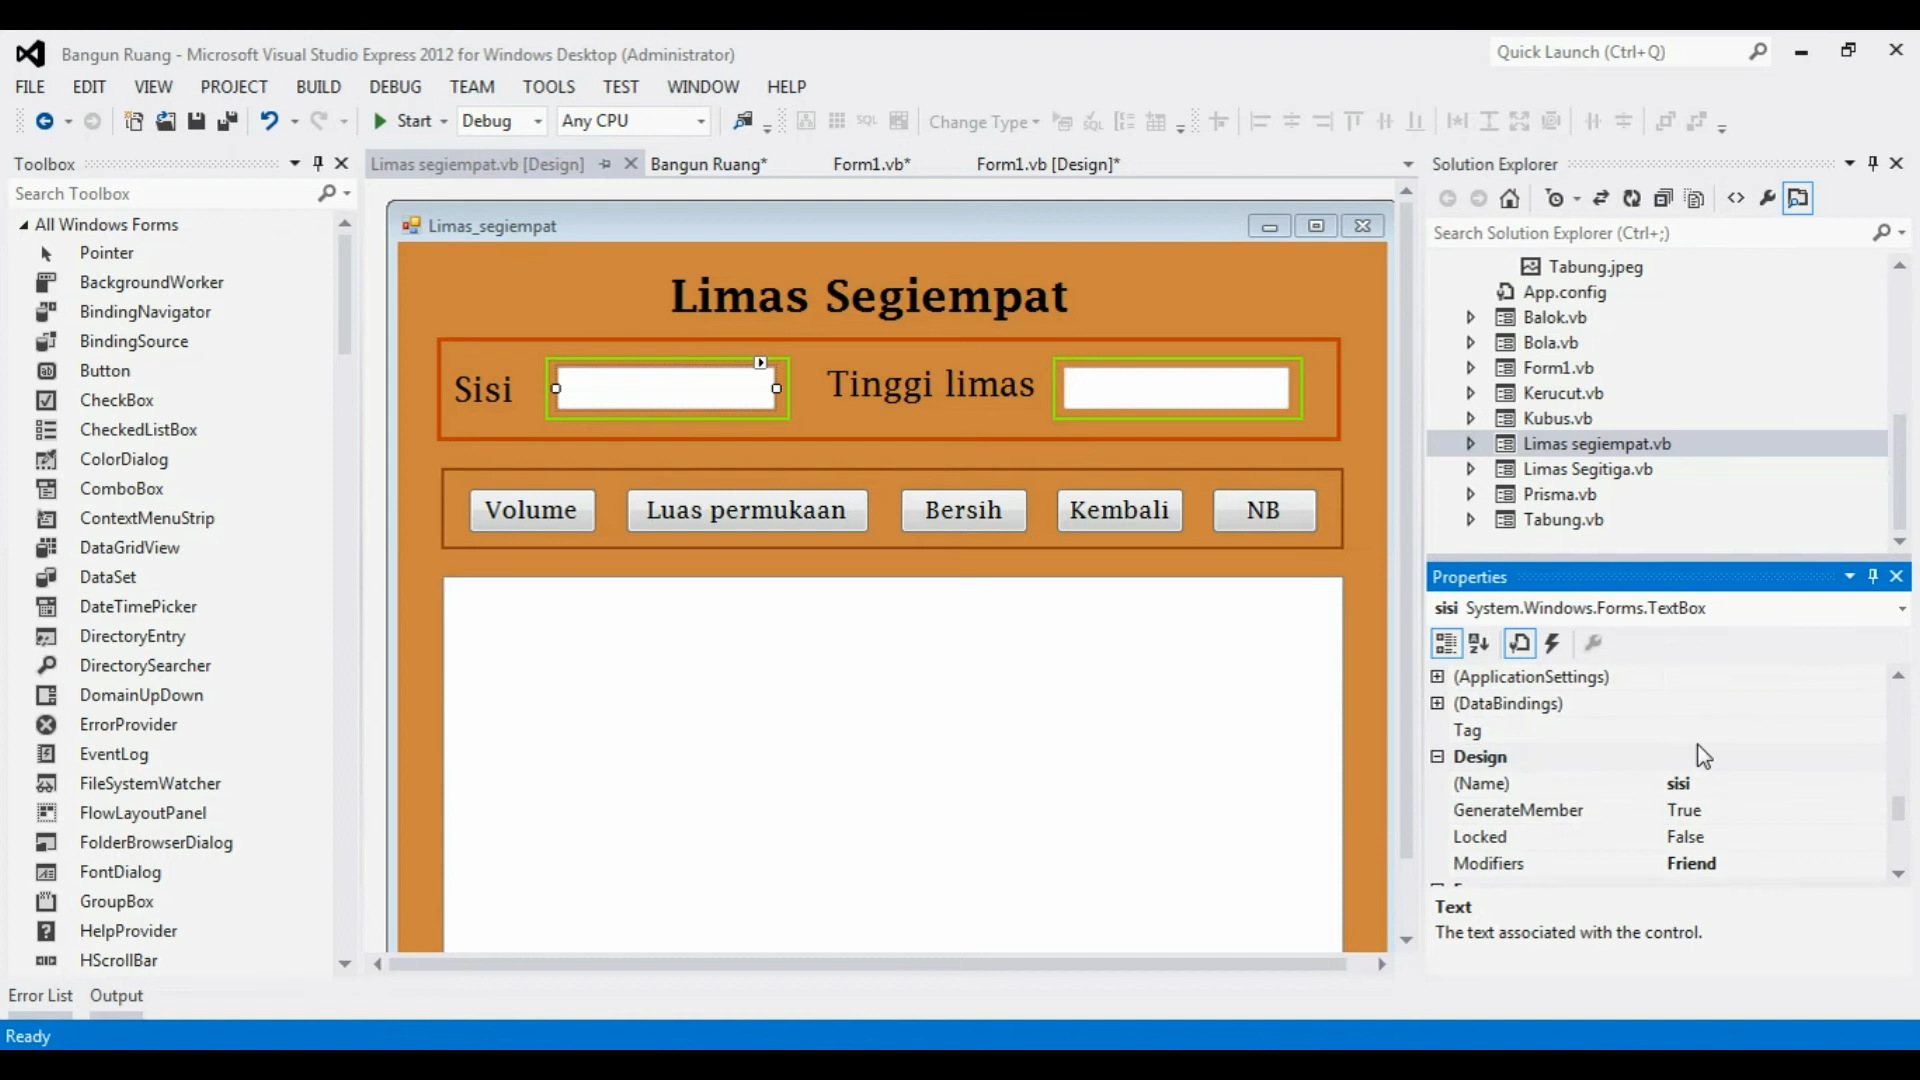 Bangun Ruang - Microsoft Visual Studio Express 2012 for Windows Desktop (Administrator)
Quick Launch (Ctrl+Q)
FILE EDIT VIEW PROJECT BUILD DEBUG TEAM TOOLS TEST WINDOW HELP
Start Debug Any CPU SQL Change Type SQL
Toolbox
Search Toolbox
All Windows Forms
Pointer
BackgroundWorker
BindingNavigator
BindingSource
Button
CheckBox
CheckedListBox
ColorDialog
ComboBox
ContextMenuStrip
DataGridView
DataSet
DateTimePicker
DirectoryEntry
DirectorySearcher
DomainUpDown
ErrorProvider
EventLog
FileSystemWatcher
FlowLayoutPanel
FolderBrowserDialog
FontDialog
GroupBox
HelpProvider
HScrollBar
Limas segiempat.vb [Design] Bangun Ruang* Form1.vb* Form1.vb [Design]*
Limas_segiempat
Limas Segiempat
Sisi Tinggi limas
Volume Luas permukaan Bersih Kembali NB
Solution Explorer
Search Solution Explorer (Ctrl+;)
Tabung.jpeg
App.config
Balok.vb
Bola.vb
Form1.vb
Kerucut.vb
Kubus.vb
Limas segiempat.vb
Limas Segitiga.vb
Prisma.vb
Tabung.vb
Properties
sisi System.Windows.Forms.TextBox
(ApplicationSettings)
(DataBindings)
Tag
Design
(Name) sisi
GenerateMember True
Locked False
Modifiers Friend
Text
The text associated with the control.
Error List Output
Ready